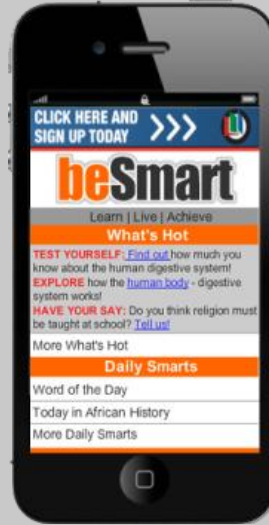 CLICK HERE AND
SIGN UP TODAY
beSmart
Learn | Live | Achieve
What's Hot
TEST YOURSELF: Find out how much you
know about the human digestive system!
EXPLORE how the human body - digestive
system works!
HAVE YOUR SAY: Do you think religion must
be taught at school? Tell us!
More What's Hot
Daily Smarts
Word of the Day
Today in African History
More Daily Smarts